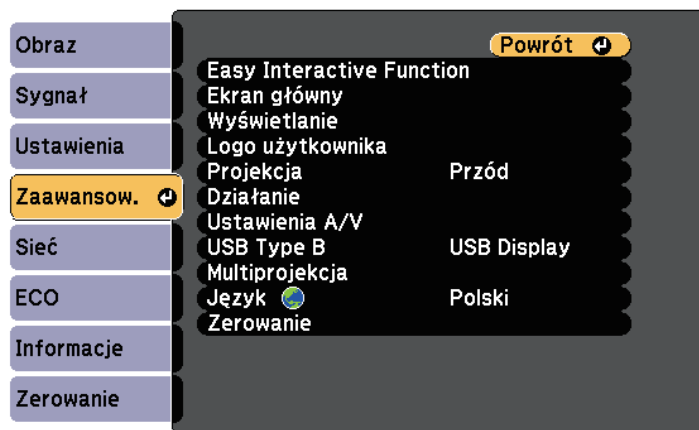 Obraz
Sygnał
Ustawienia
Zaawansow.
Sieć
ECO
Informacje
Zerowanie
Powrót
Easy Interactive Function
Ekran główny
Wyświetlanie
Logo użytkownika
Projekcja Przód
Działanie
Ustawienia A/V
USB Type B USB Display
Multiprojekcja
Język Polski
Zerowanie